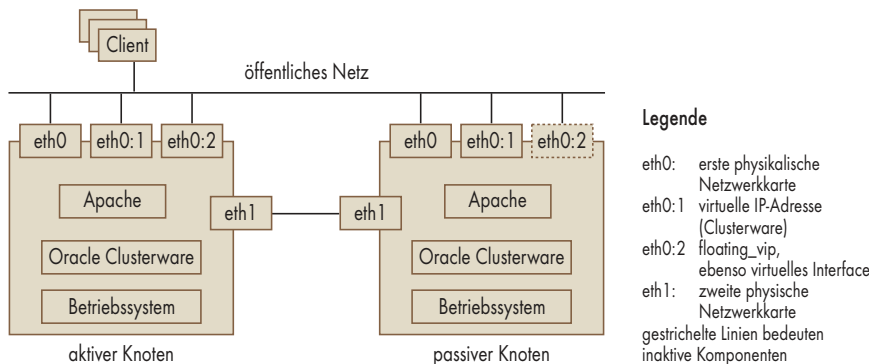 Client
öffentliches Netz
eth0 eth0:1 eth0:2
eth0 eth0:1 eth0:2
Apache
eth1
eth1
Apache
Oracle Clusterware
Oracle Clusterware
Betriebssystem
Betriebssystem
aktiver Knoten
passiver Knoten
Legende
eth0: erste physikalische
Netzwerkkarte
eth0:1 virtuelle IP-Adresse
(Clusterware)
eth0:2 floating_vip,
ebenso virtuelles Interface
eth1: zweite physische
Netzwerkkarte
gestrichelte Linien bedeuten
inaktive Komponenten